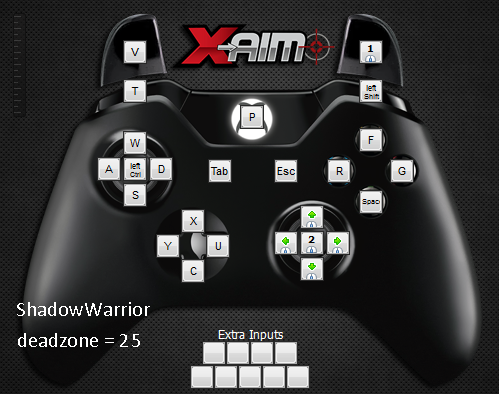 XAIM
V
1
T
left Shift
P
W
F
A
left Ctrl
D
Tab
Esc
R
G
S
Spac
X
Y
U
2
C
ShadowWarrior
deadzone = 25
Extra Inputs